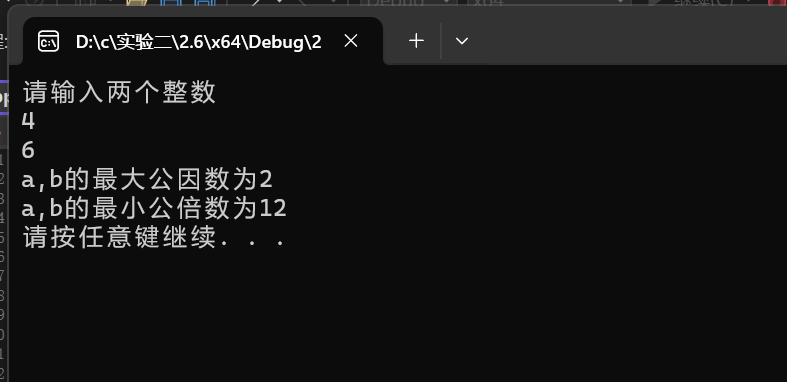 D:\c\实验二\2.6\x64\Debug\2
请输入两个整数
4
6
a,b的最大公因数为2
a,b的最小公倍数为12
请按任意键继续. . .